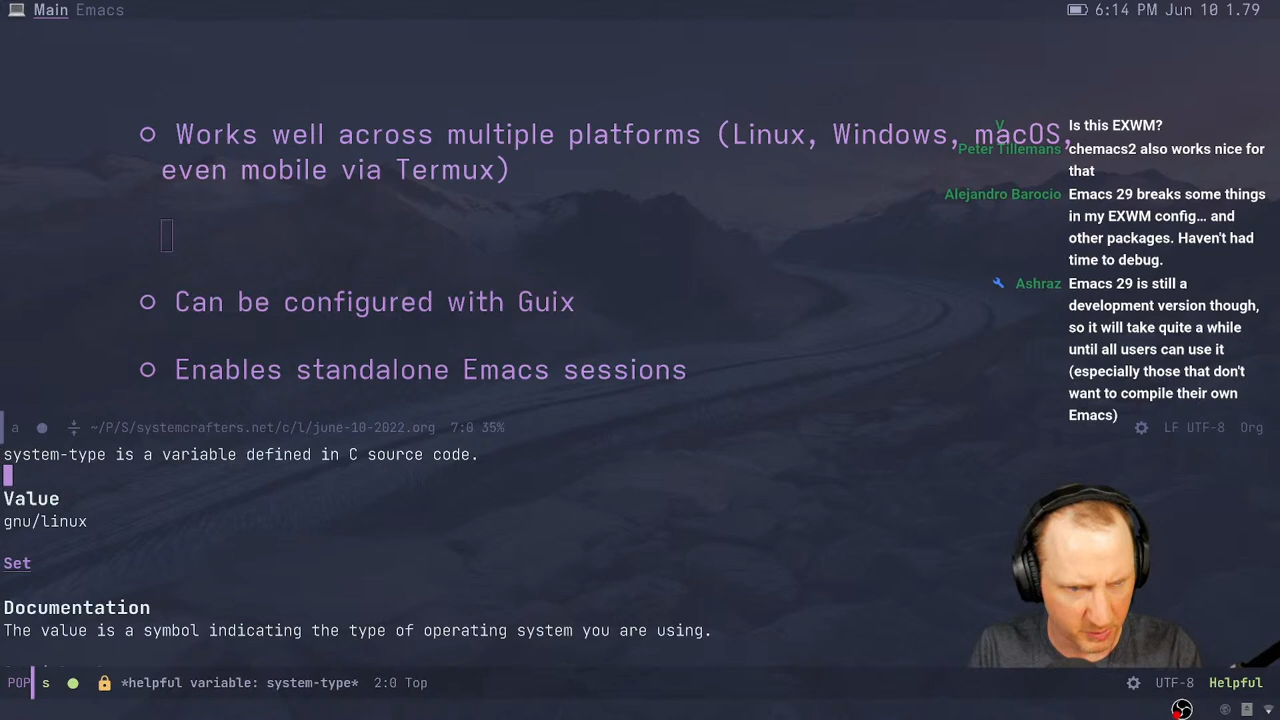 Main Emacs
6:14 PM Jun 10 1.79
Works well across multiple platforms (Linux, Windows, macOS,
even mobile via Termux)
Can be configured with Guix
Enables standalone Emacs sessions
V Is this EXWM?
Peter Tillemans chemacs2 also works nice for
that
Alejandro Barocio Emacs 29 breaks some things
in my EXWM config... and
other packages. Haven't had
time to debug.
Ashraz Emacs 29 is still a
development version though,
so it will take quite a while
until all users can use it
(especially those that don't
want to compile their own
Emacs)
a ~/P/S/systemcrafters.net/c/l/june-10-2022.org 7:0 35% LF UTF-8 Org
system-type is a variable defined in C source code.
Value
gnu/linux
Set
Documentation
The value is a symbol indicating the type of operating system you are using.
POP s *helpful variable: system-type* 2:0 Top UTF-8 Helpful